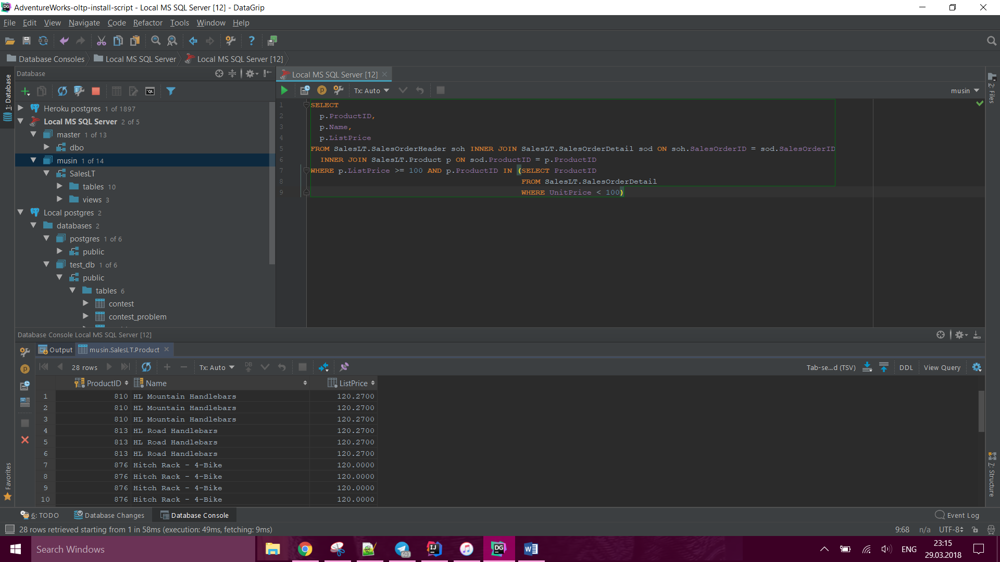 AdventureWorks-oltp-install-script - Local MS SQL Server [12] - DataGrip
File Edit View Navigate Code Refactor Tools Window Help
Database Consoles Local MS SQL Server Local MS SQL Server [12]
1: Database
Database
Heroku postgres 1 of 1897
Local MS SQL Server 2 of 5
master 1 of 13
dbo
musin 1 of 14
SalesLT
tables 10
views 3
Local postgres 2
databases 2
postgres 1 of 6
public
test_db 1 of 6
public
tables 6
contest
contest_problem
Local MS SQL Server [12]
Tx: Auto musin
1 SELECT
2 p.ProductID,
3 p.Name,
4 p.ListPrice
5 FROM SalesLT.SalesOrderHeader soh INNER JOIN SalesLT.SalesOrderDetail sod ON soh.SalesOrderID = sod.SalesOrderID
6 INNER JOIN SalesLT.Product p ON sod.ProductID = p.ProductID
7 WHERE p.ListPrice >= 100 AND p.ProductID IN (SELECT ProductID
8 FROM SalesLT.SalesOrderDetail
9 WHERE UnitPrice < 100)
2: Files
7: Structure
Database Console Local MS SQL Server [12]
Output musin.SalesLT.Product
28 rows Tx: Auto DB Tab-se...d (TSV) DDL View Query
ProductID Name ListPrice
1 810 HL Mountain Handlebars 120.2700
2 810 HL Mountain Handlebars 120.2700
3 810 HL Mountain Handlebars 120.2700
4 813 HL Road Handlebars 120.2700
5 813 HL Road Handlebars 120.2700
6 813 HL Road Handlebars 120.2700
7 876 Hitch Rack - 4-Bike 120.0000
8 876 Hitch Rack - 4-Bike 120.0000
9 876 Hitch Rack - 4-Bike 120.0000
10 876 Hitch Rack - 4-Bike 120.0000
Favorites
6: TODO Database Changes Database Console Event Log
28 rows retrieved starting from 1 in 58ms (execution: 49ms, fetching: 9ms) 9:68 n/a UTF-8
Search Windows 603 ENG 23:15
29.03.2018